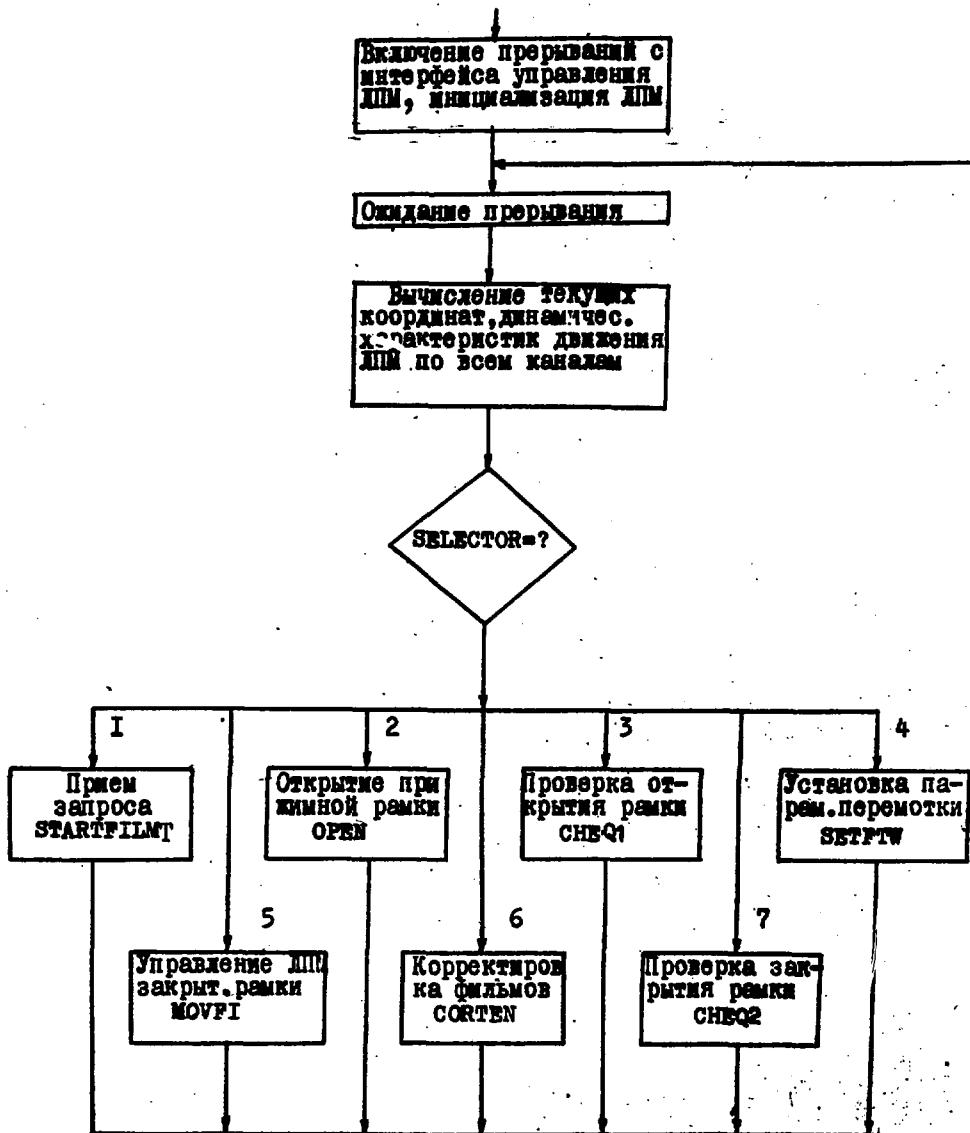 Включение прерываний с
интерфейса управления
ЛПМ, инициализация ЛПМ
Ожидание прерывания
Вычисление текущих
координат, динамичес.
характеристик движения
ЛПМ по всем каналам
SELECTOR=?
I
2
3
4
Прием
запроса
STARTFILMT
Открытие при
жимной рамки
OPEN
Проверка от-
крытия рамки
CHEQ1
Установка па-
рам.перемотки
SETFTW
5
6
7
Управление ЛПМ
закрыт.рамки
MOVFI
Корректиров
ка фильмов
CORTEN
Проверка зак-
рытия рамки
CHEQ2